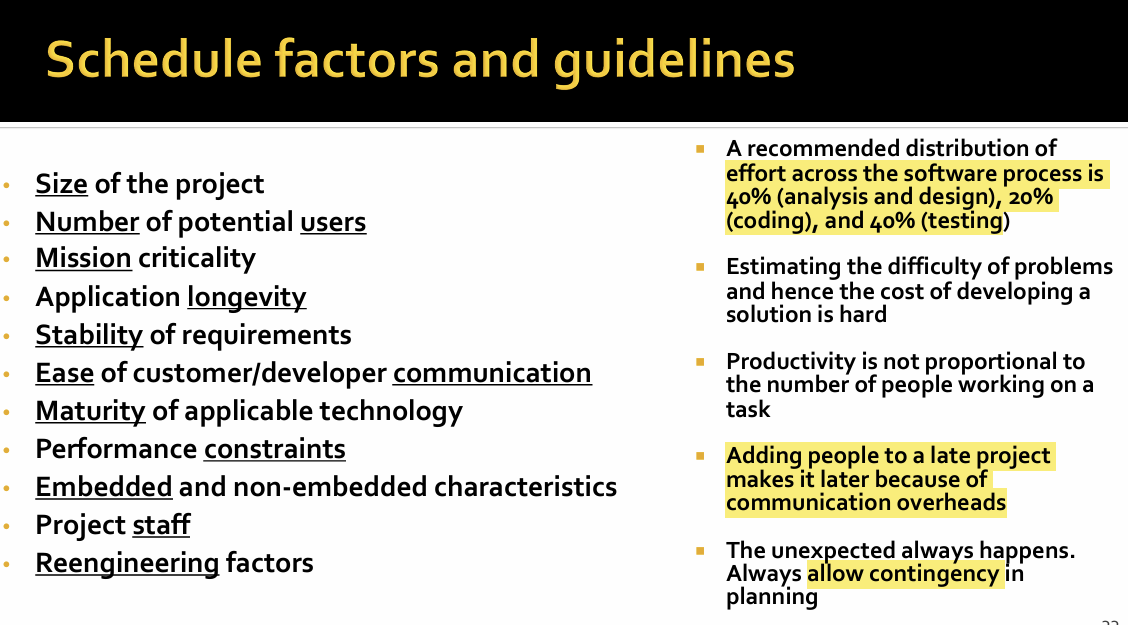 Schedule factors and guidelines
• Size of the project
• Number of potential users
• Mission criticality
• Application longevity
• Stability of requirements
• Ease of customer/developer communication
• Maturity of applicable technology
• Performance constraints
• Embedded and non-embedded characteristics
• Project staff
• Reengineering factors
▪ A recommended distribution of
effort across the software process is
40% (analysis and design), 20%
(coding), and 40% (testing)
▪ Estimating the difficulty of problems
and hence the cost of developing a
solution is hard
▪ Productivity is not proportional to
the number of people working on a
task
▪ Adding people to a late project
makes it later because of
communication overheads
▪ The unexpected always happens.
Always allow contingency in
planning